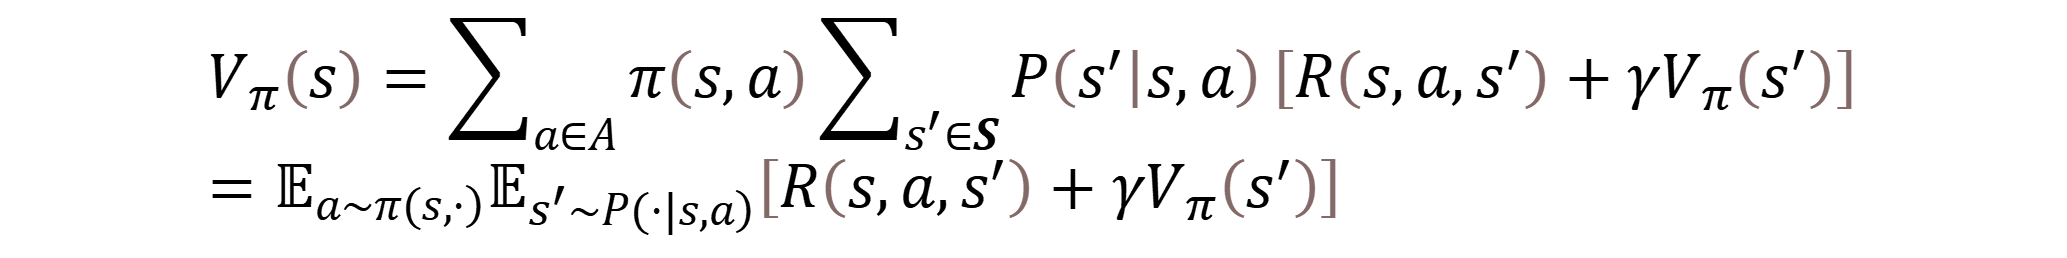 V_π(s) = ∑_{a∈A} π(s, a) ∑_{s′∈𝑺} P(s′|s, a) [R(s, a, s′) + γV_π(s′)]
= 𝔼_{a~π(s,·)}𝔼_{s′~P(·|s,a)}[R(s, a, s′) + γV_π(s′)]